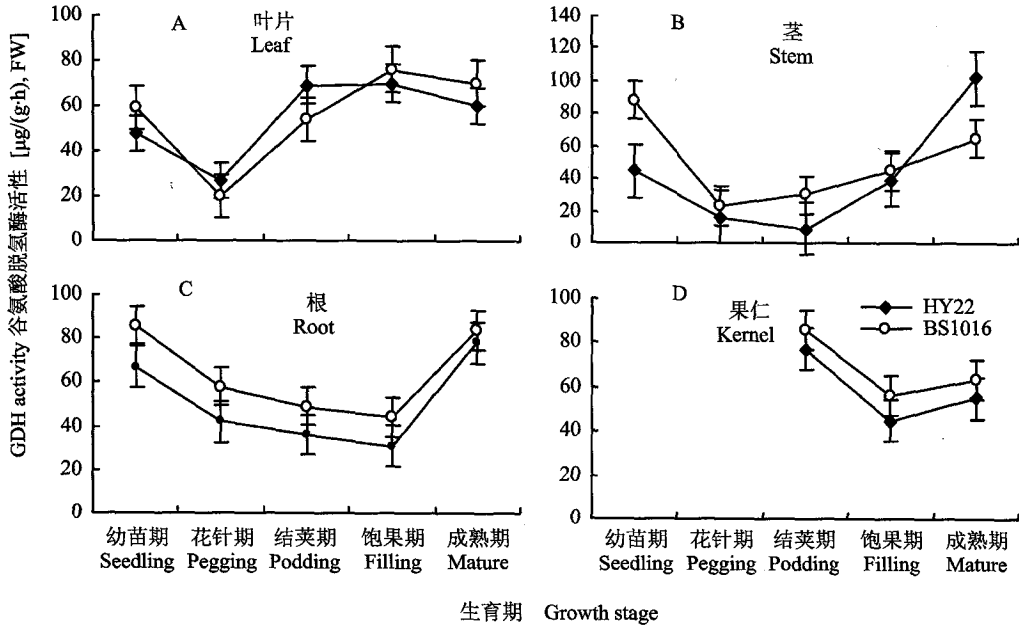 GDH activity 谷氨酸脱氢酶活性 [μg/(g·h), FW]
A
叶片
Leaf
80
60
40
20
0
B
茎
Stem
140
120
100
80
60
40
20
0
C
根
Root
100
80
60
40
20
0
幼苗期 花针期 结荚期 饱果期 成熟期
Seedling Pegging Podding Filling Mature
D
果仁
Kernel
HY22
BS1016
100
80
60
40
0
幼苗期 花针期 结荚期 饱果期 成熟期
Seedling Pegging Podding Filling Mature
生育期 Growth stage